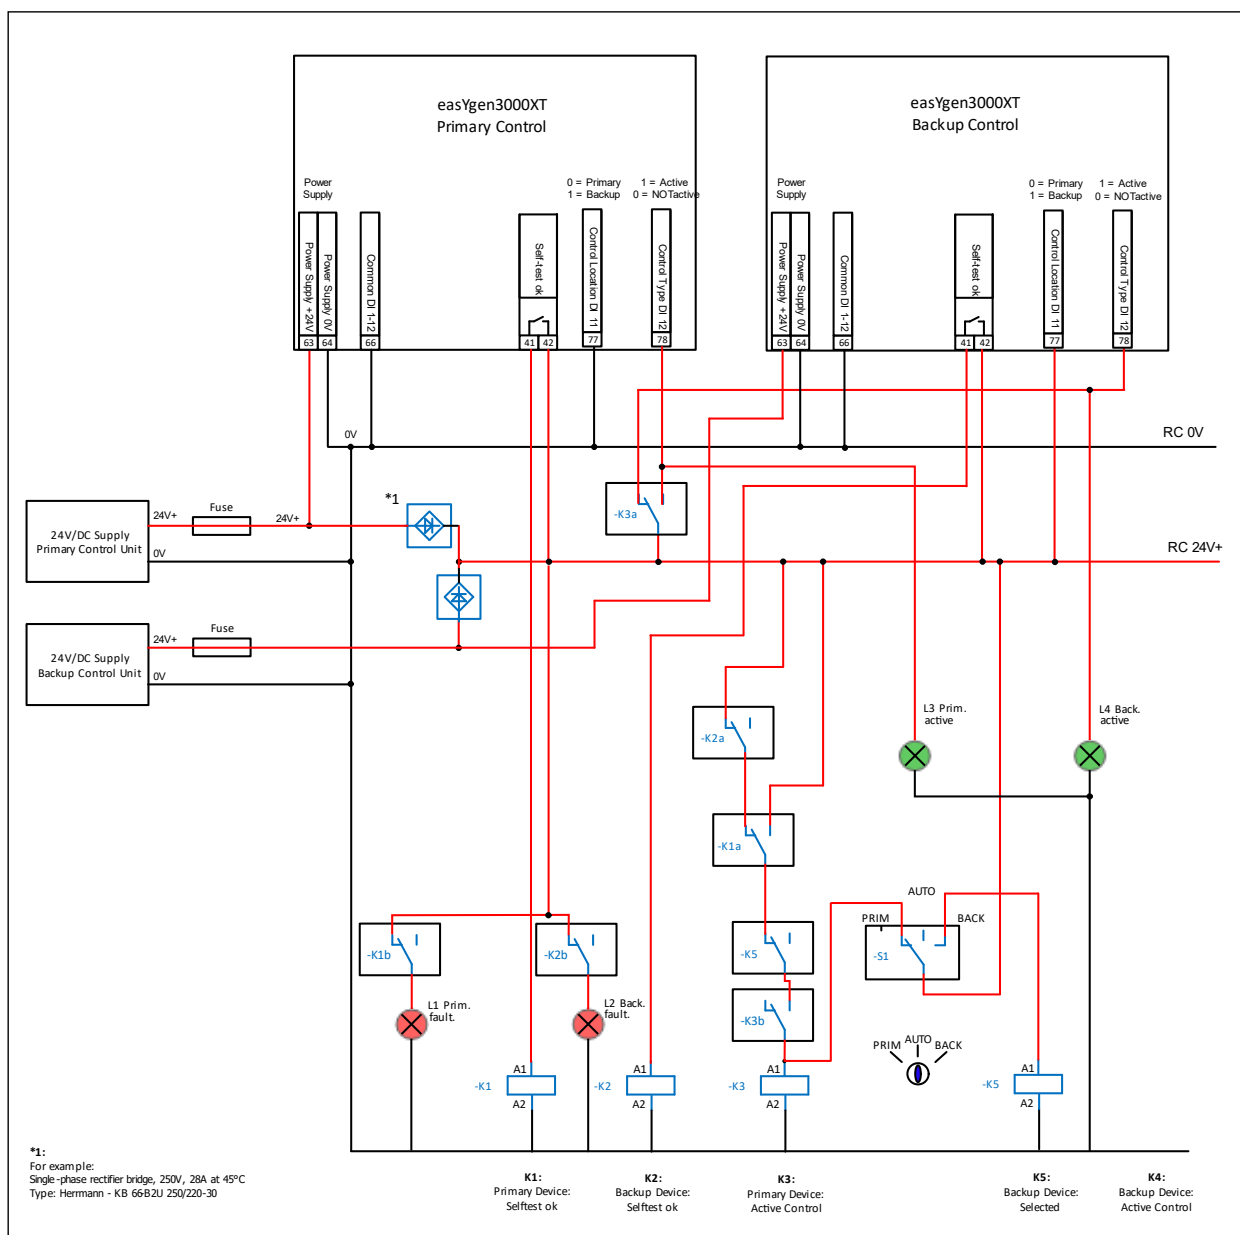 easYgen3000XT
Primary Control
easYgen3000XT
Backup Control
Power
Supply
0 = Primary
1 = Backup
1 = Active
0 = NOTactive
Power
Supply
0 = Primary
1 = Backup
1 = Active
0 = NOTactive
Power Supply +24V
Power Supply 0V
Common DI 1-12
Self-test ok
Control Location DI 11
Control Type DI 12
Power Supply +24V
Power Supply 0V
Common DI 1-12
Self-test ok
Control Location DI 11
Control Type DI 12
63
64
66
41
42
77
78
63
64
66
41
42
77
78
0V
RC 0V
*1
-K3a
24V/DC Supply
Primary Control Unit
24V+
Fuse
24V+
0V
RC 24V+
24V/DC Supply
Backup Control Unit
24V+
Fuse
0V
-K2a
L3 Prim.
active
L4 Back.
active
-K1a
AUTO
PRIM
BACK
-K1b
-K2b
-K5
-S1
L1 Prim.
fault.
L2 Back.
fault.
-K3b
PRIM
AUTO
BACK
-K1
A1
A2
-K2
A1
A2
-K3
A1
A2
-K5
A1
A2
*1:
For example:
Single-phase rectifier bridge, 250V, 28A at 45°C
Type: Herrmann - KB 66-B2U 250/220-30
K1:
Primary Device:
Selftest ok
K2:
Backup Device:
Selftest ok
K3:
Primary Device:
Active Control
K5:
Backup Device:
Selected
K4:
Backup Device:
Active Control